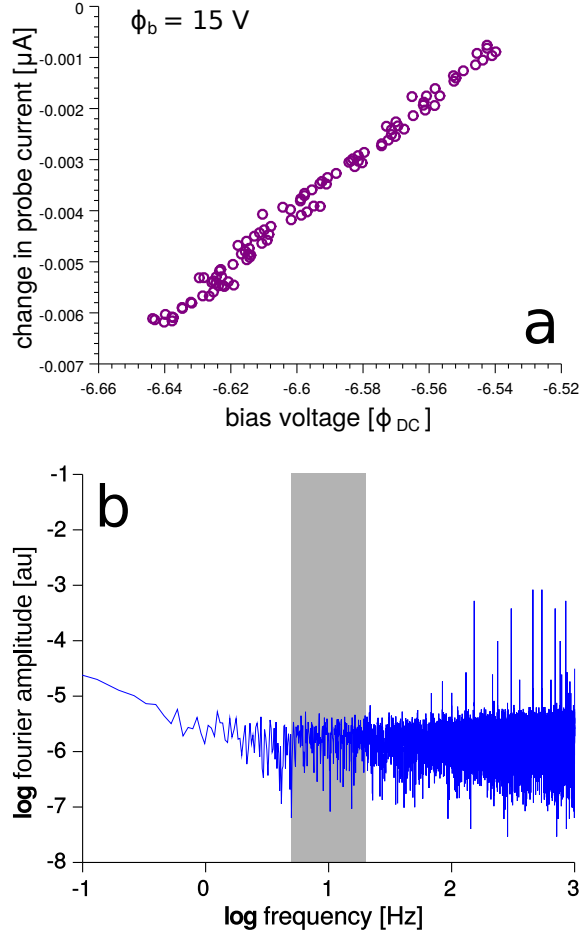 ϕb = 15 V
change in probe current [µA]
0
-0.001
-0.002
-0.003
-0.004
-0.005
-0.006
-0.007
a
-6.66 -6.64 -6.62 -6.6 -6.58 -6.56 -6.54 -6.52
bias voltage [ϕDC]
b
log fourier amplitude [au]
-1
-2
-3
-4
-5
-6
-7
-8
-1 0 1 2 3
log frequency [Hz]